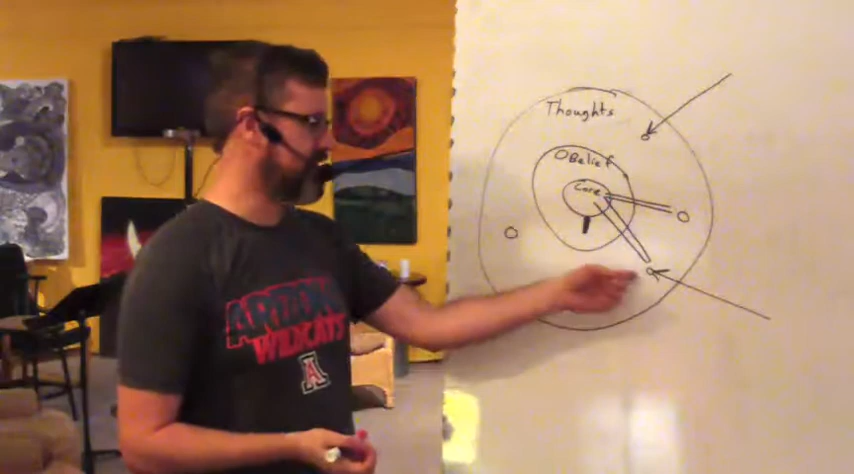 Thoughts
Belief
Core
ARIZONA
WILDCATS
A